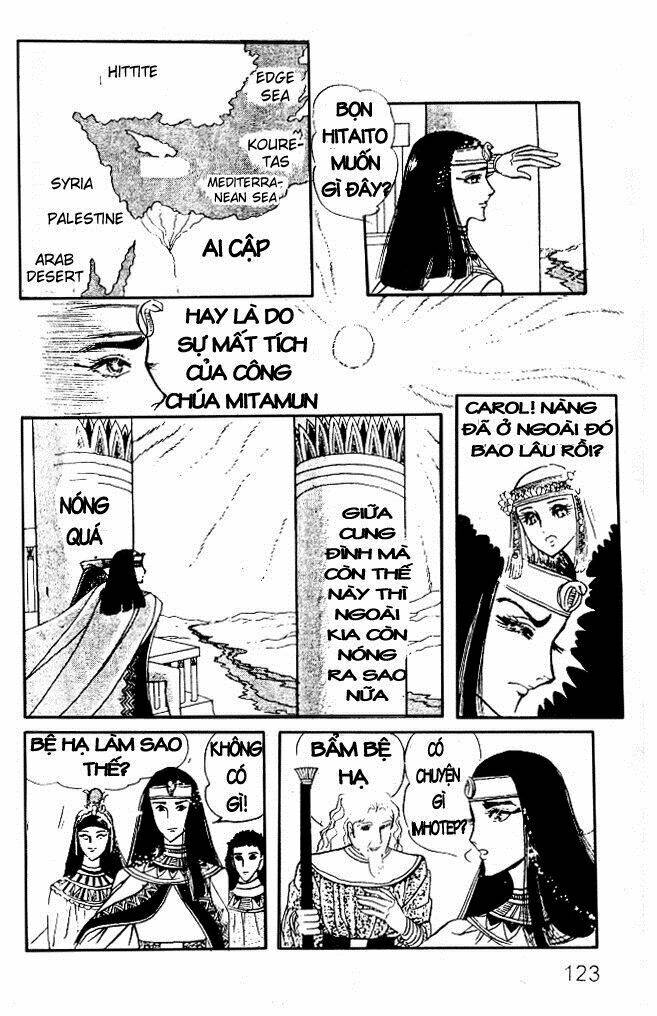 HITTITE
EDGE
SEA
KOURE-
TAS
SYRIA
MEDITERRA-
NEAN SEA
PALESTINE
AI CẬP
ARAB
DESERT
BỌN
HITAITO
MUỐN
GÌ ĐÂY?
HAY LÀ DO
SỰ MẤT TÍCH
CỦA CÔNG
CHÚA MITAMUN
CAROL! NÀNG
ĐÃ Ở NGOÀI ĐÓ
BAO LÂU RỒI?
NÓNG
QUÁ
GIỮA
CUNG
ĐÌNH MÀ
CÒN THẾ
NÀY THÌ
NGOÀI
KIA CÒN
NÓNG
RA SAO
NỮA
BỆ HẠ LÀM SAO
THẾ?
KHÔNG
CÓ
GÌ!
BẨM BỆ
HẠ
CÓ
CHUYỆN
GÌ
IMHOTEP?
123